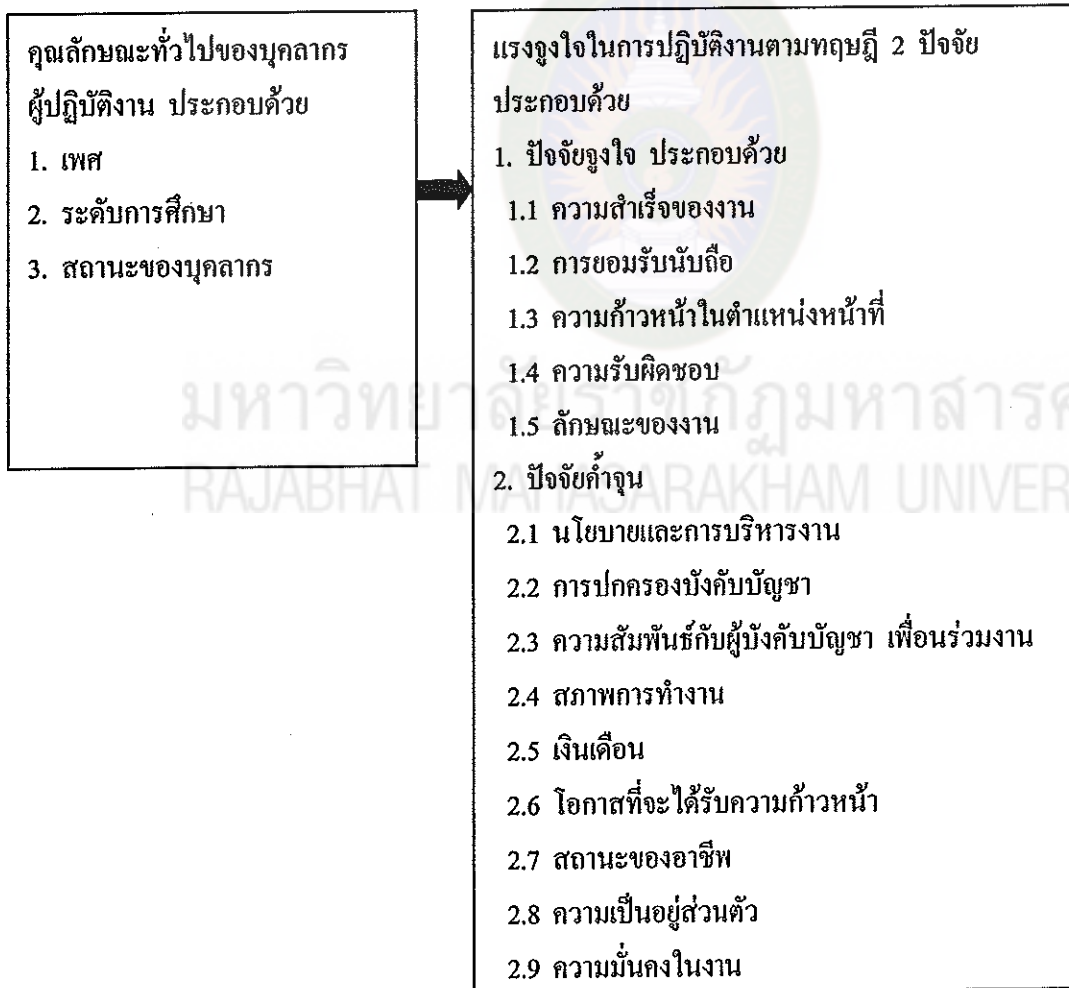 คุณลักษณะทั่วไปของบุคลากร
ผู้ปฏิบัติงาน ประกอบด้วย
1. เพศ
2. ระดับการศึกษา
3. สถานะของบุคลากร
แรงจูงใจในการปฏิบัติงานตามทฤษฎี 2 ปัจจัย
ประกอบด้วย
1. ปัจจัยจูงใจ ประกอบด้วย
1.1 ความสำเร็จของงาน
1.2 การยอมรับนับถือ
1.3 ความก้าวหน้าในตำแหน่งหน้าที่
1.4 ความรับผิดชอบ
1.5 ลักษณะของงาน
2. ปัจจัยค้ำจุน
2.1 นโยบายและการบริหารงาน
2.2 การปกครองบังคับบัญชา
2.3 ความสัมพันธ์กับผู้บังคับบัญชา เพื่อนร่วมงาน
2.4 สภาพการทำงาน
2.5 เงินเดือน
2.6 โอกาสที่จะได้รับความก้าวหน้า
2.7 สถานะของอาชีพ
2.8 ความเป็นอยู่ส่วนตัว
2.9 ความมั่นคงในงาน
มหาวิทยาลัยราชภัฏมหาสารค
RAJABHAT MAHASARAKHAM UNIVER